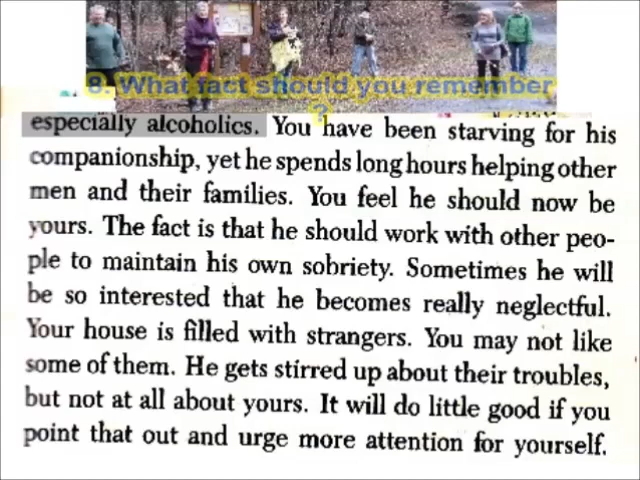 8. What fact should you remember
?
especially alcoholics. You have been starving for his
companionship, yet he spends long hours helping other
men and their families. You feel he should now be
yours. The fact is that he should work with other peo-
ple to maintain his own sobriety. Sometimes he will
be so interested that he becomes really neglectful.
Your house is filled with strangers. You may not like
some of them. He gets stirred up about their troubles,
but not at all about yours. It will do little good if you
point that out and urge more attention for yourself.